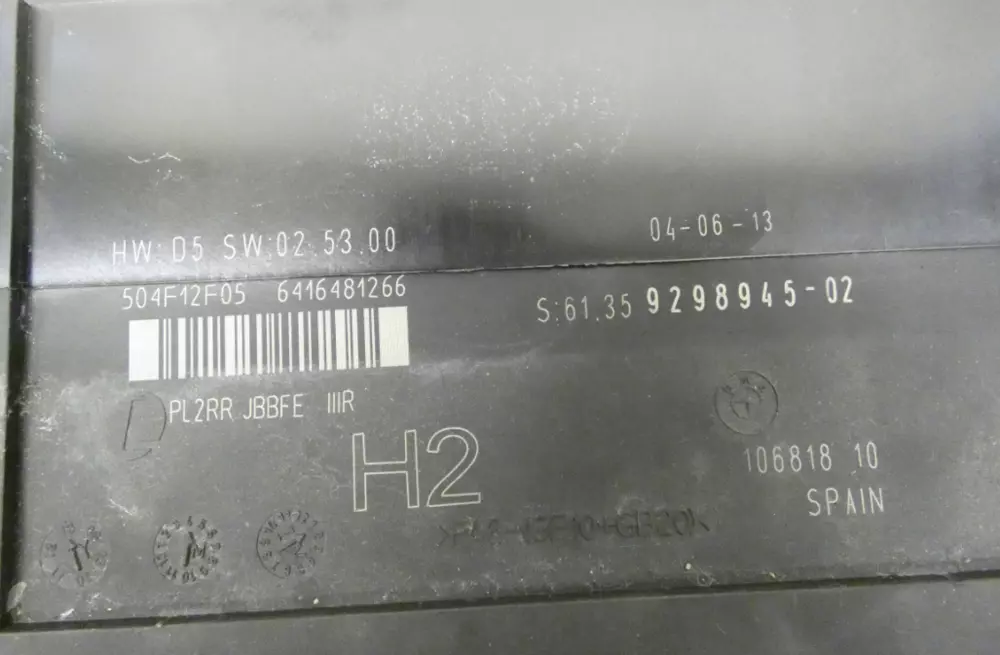 04-06-13
HW: D5 SW:02.53.00
504F12F05 6416481266
S:61.35 9298945-02
PL2RR JBBFE IIIR
H2
106818 10
SPAIN